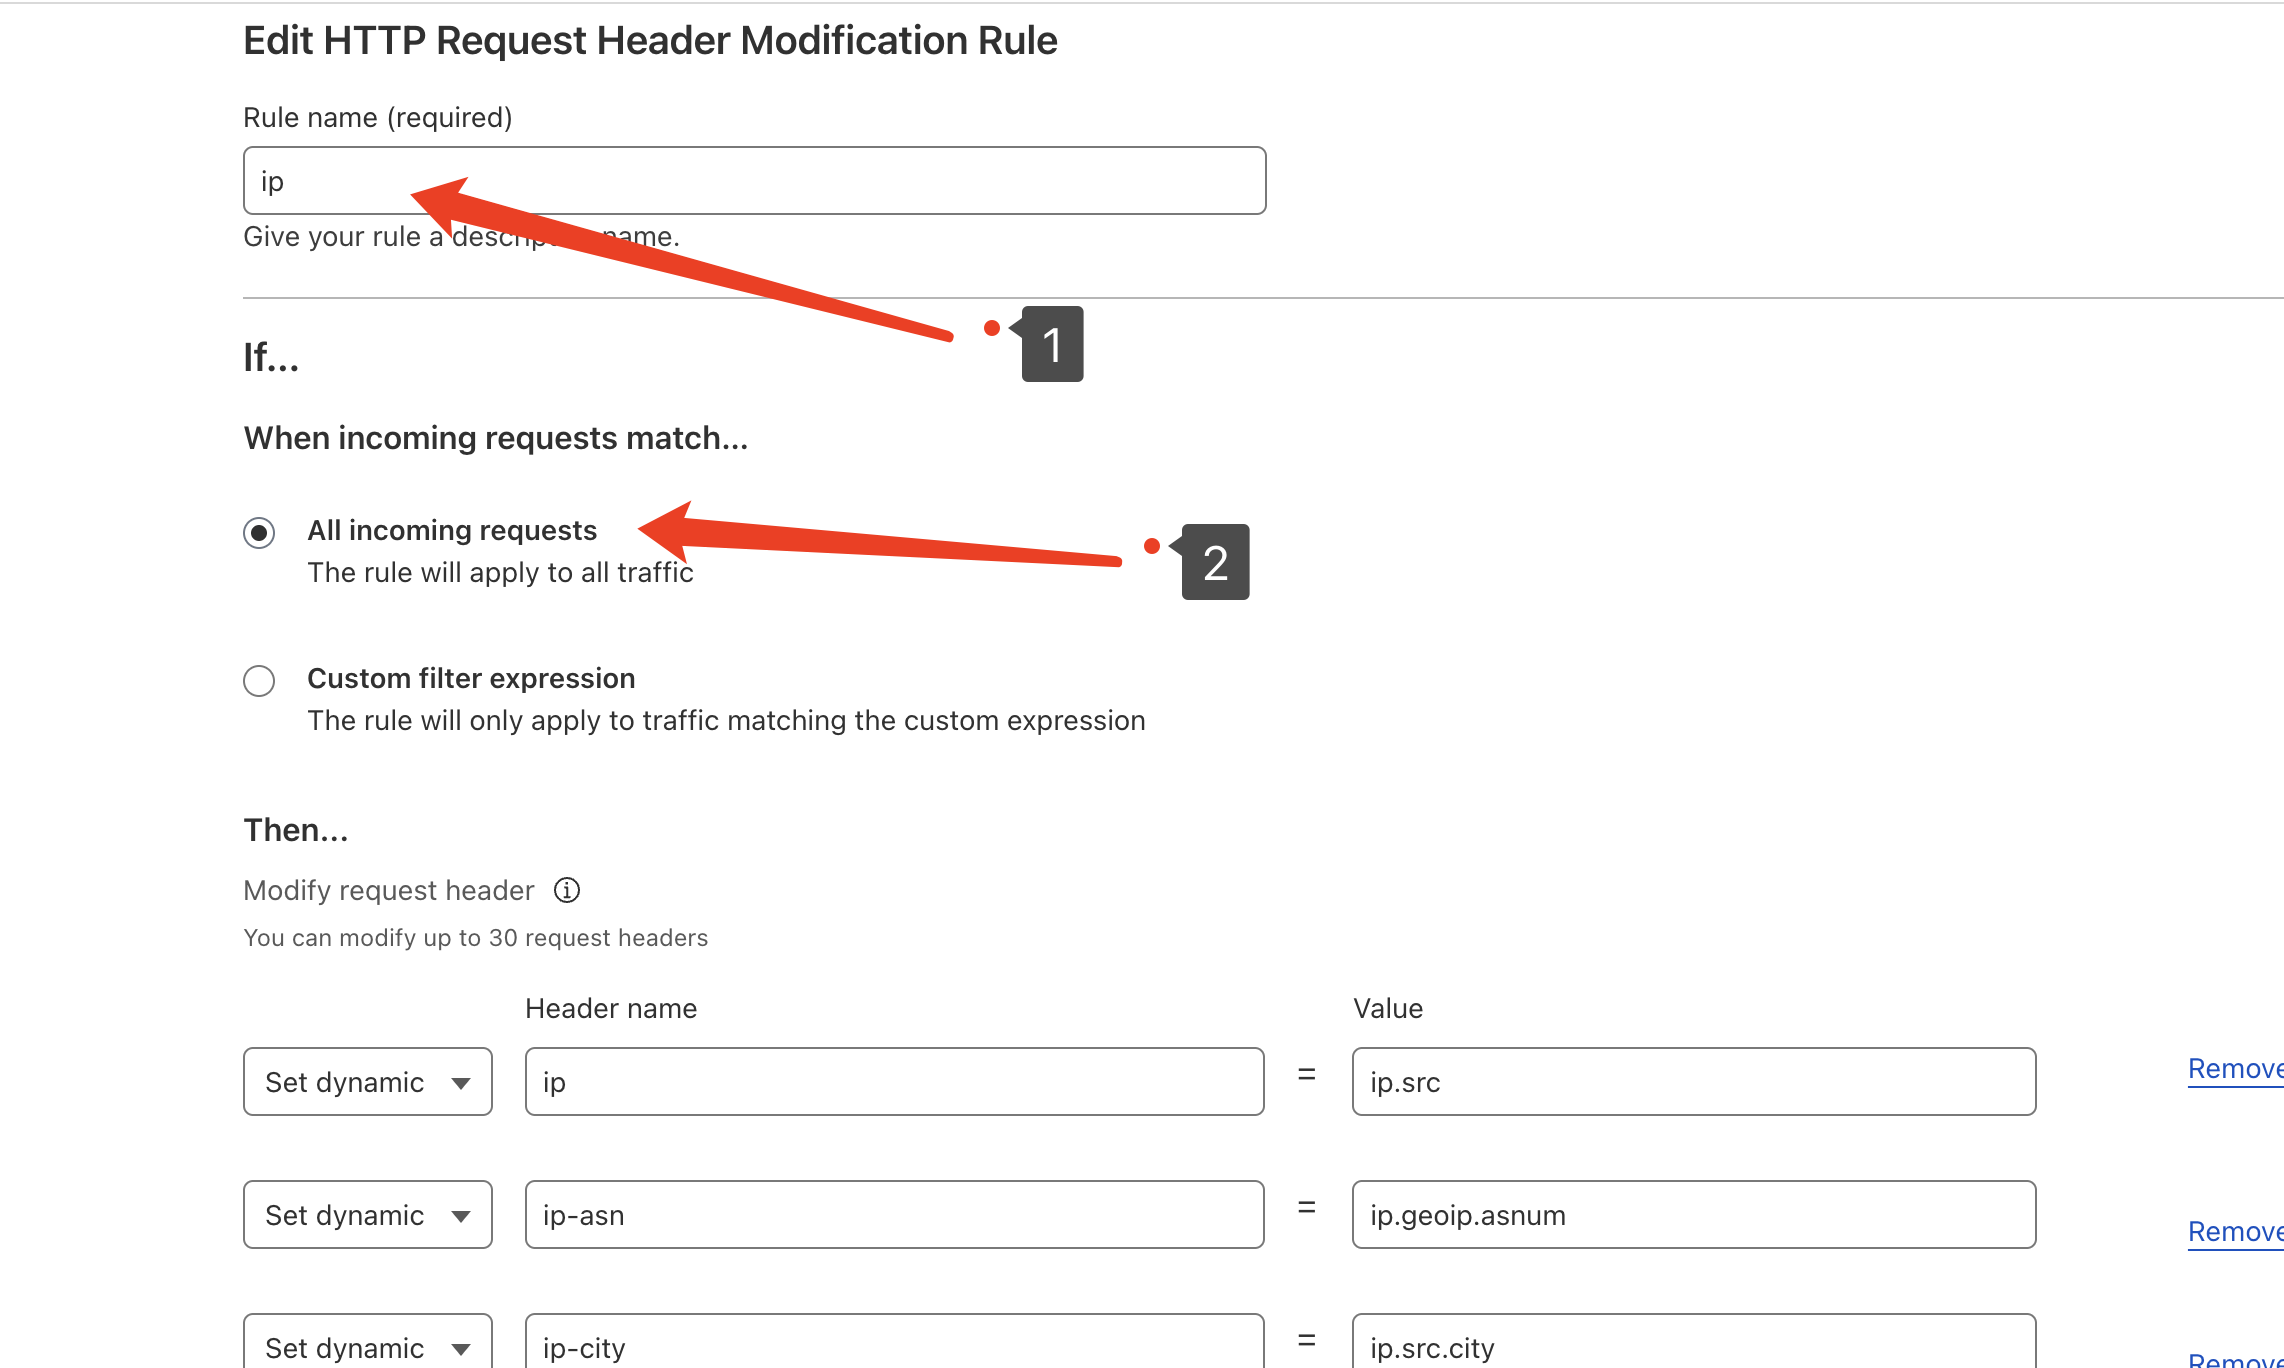 Edit HTTP Request Header Modification Rule
Rule name (required)
ip
Give your rule a name.
1
If...
When incoming requests match...
All incoming requests
2
The rule will apply to all traffic
Custom filter expression
The rule will only apply to traffic matching the custom expression
Then...
Modify request header
You can modify up to 30 request headers
Header name Value
Set dynamic ip = ip.src Remove
Set dynamic ip-asn = ip.geoip.asnum Remove
Set dynamic ip-city = ip.src.city Remove